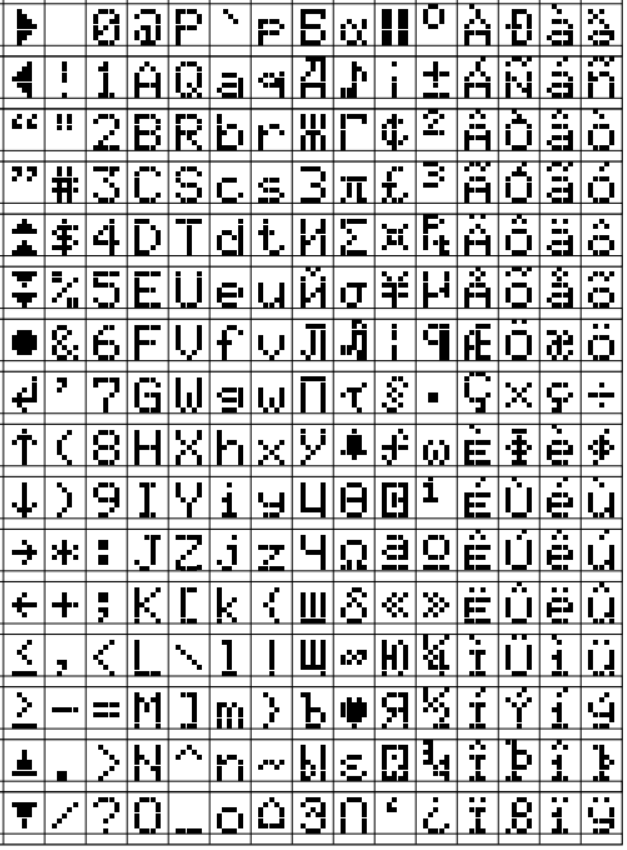 ► 0 @ P ` p Б α ▮▮ ° À Ð à ð
◄ ! 1 A Q a q Д ♪ ¡ ± Á Ñ á ñ
“ " 2 B R b r Ж Γ ¢ ² Â Ò â ò
” # 3 C S c s З π £ ³ Ã Ó ã ó
⏫ $ 4 D T d t И Σ ¤ ₧ Ä Ô ä ô
⏬ % 5 E U e u Й σ ¥ µ Å Õ å õ
● & 6 F V f v Л ♬ ¦ ¶ Æ Ö æ ö
↵ ’ 7 G W g w П τ § · Ç × ç ÷
↑ ( 8 H X h x У 🔔 ƒ ω È Φ è ø
↓ ) 9 I Y i y Ц θ © ¹ É Ù é ù
→ * : J Z j z Ч Ω ª º Ê Ú ê ú
← + ; K [ k { Ш δ « » Ë Û ë û
≤ , < L \ l | Щ ∞ Ю ¼ Ì Ü ì ü
≥ - = M ] m } Ъ ♥ Я ½ Í Ý í ý
▲ . > N ^ n ~ Ы ε ® ¾ Î Þ î þ
▼ / ? O _ o ⌂ Э ∩ ‘ ¿ Ï ß ï ÿ